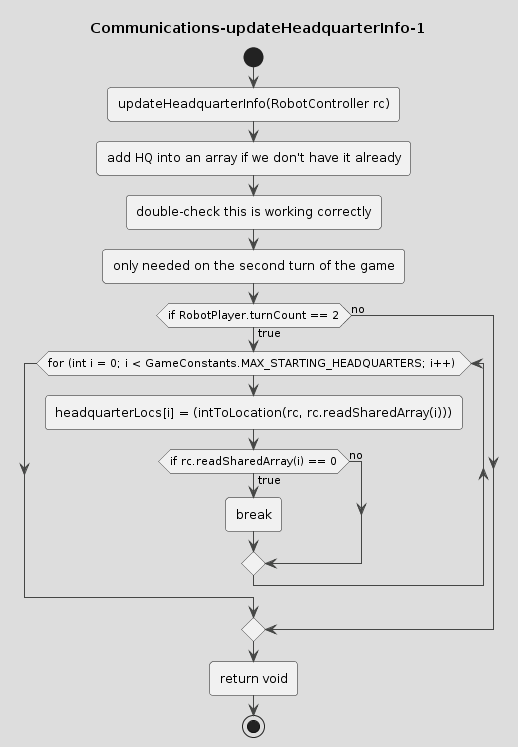 Communications-updateHeadquarterInfo-1
updateHeadquarterInfo(RobotController rc)
add HQ into an array if we don't have it already
double-check this is working correctly
only needed on the second turn of the game
if RobotPlayer.turnCount == 2
no
true
for (int i = 0; i < GameConstants.MAX_STARTING_HEADQUARTERS; i++)
headquarterLocs[i] = (intToLocation(rc, rc.readSharedArray(i)))
if rc.readSharedArray(i) == 0
no
true
break
return void